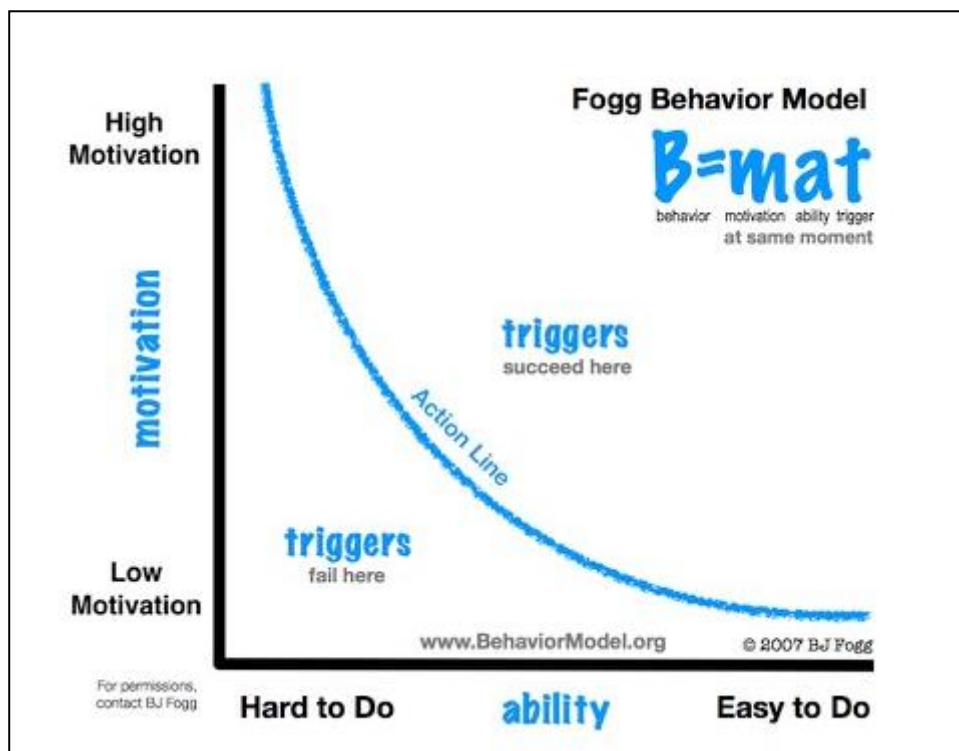 Fogg Behavior Model
B=mat
behavior motivation ability trigger
at same moment
High
Motivation
motivation
triggers
succeed here
Action Line
triggers
fail here
Low
Motivation
www.BehaviorModel.org
© 2007 BJ Fogg
For permissions,
contact BJ Fogg
Hard to Do
ability
Easy to Do